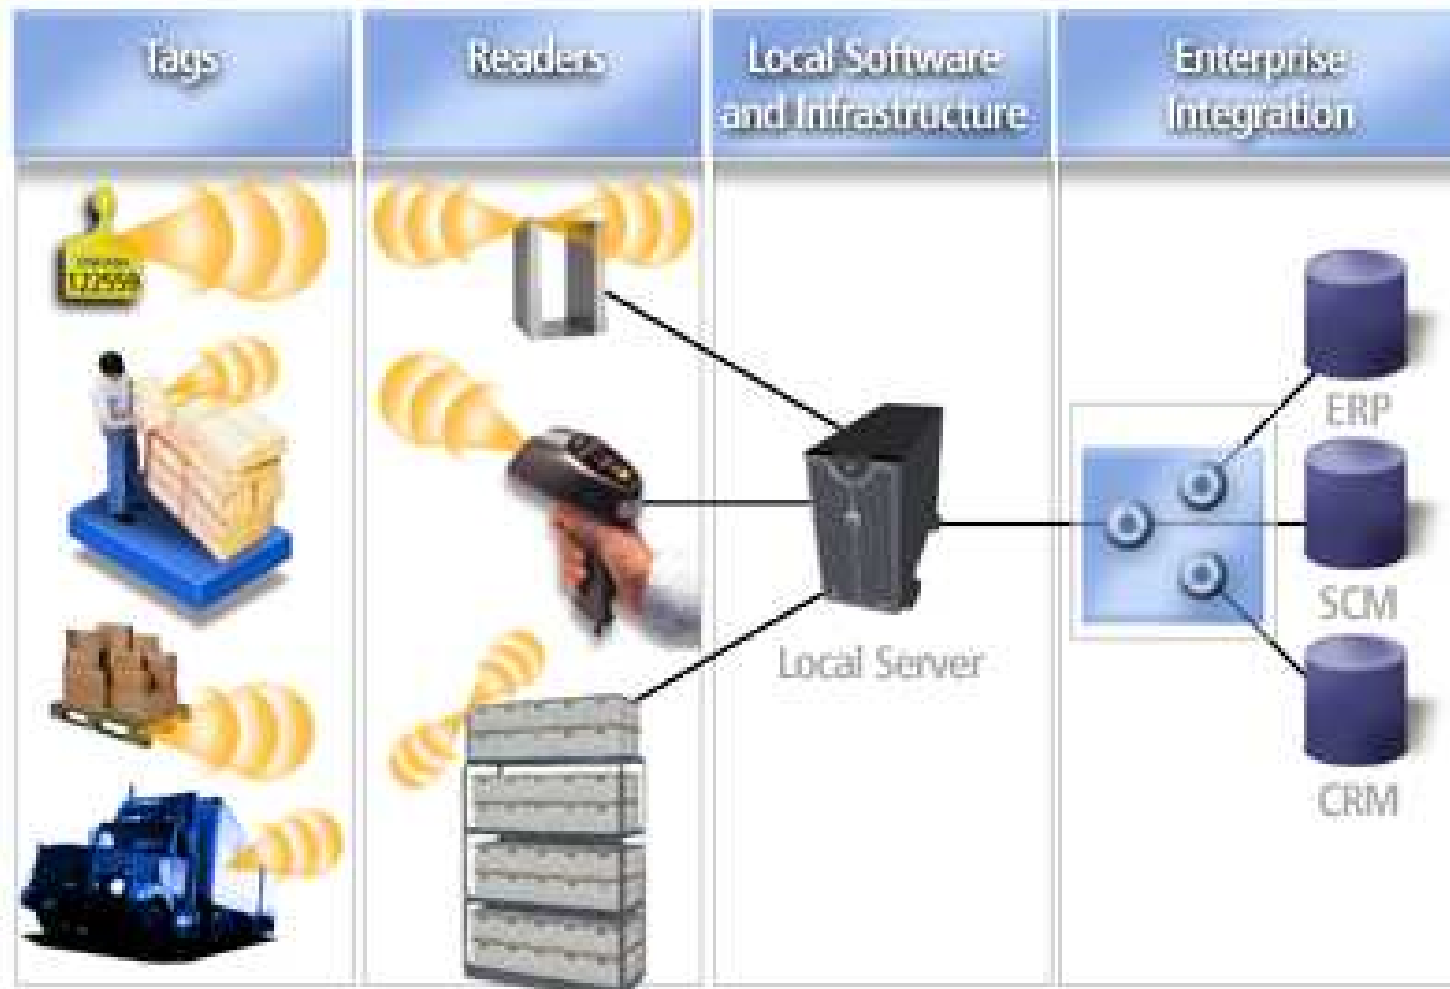 Tags
Readers
Local Software
and Infrastructure
Enterprise
Integration
ERP
SCM
Local Server
CRM